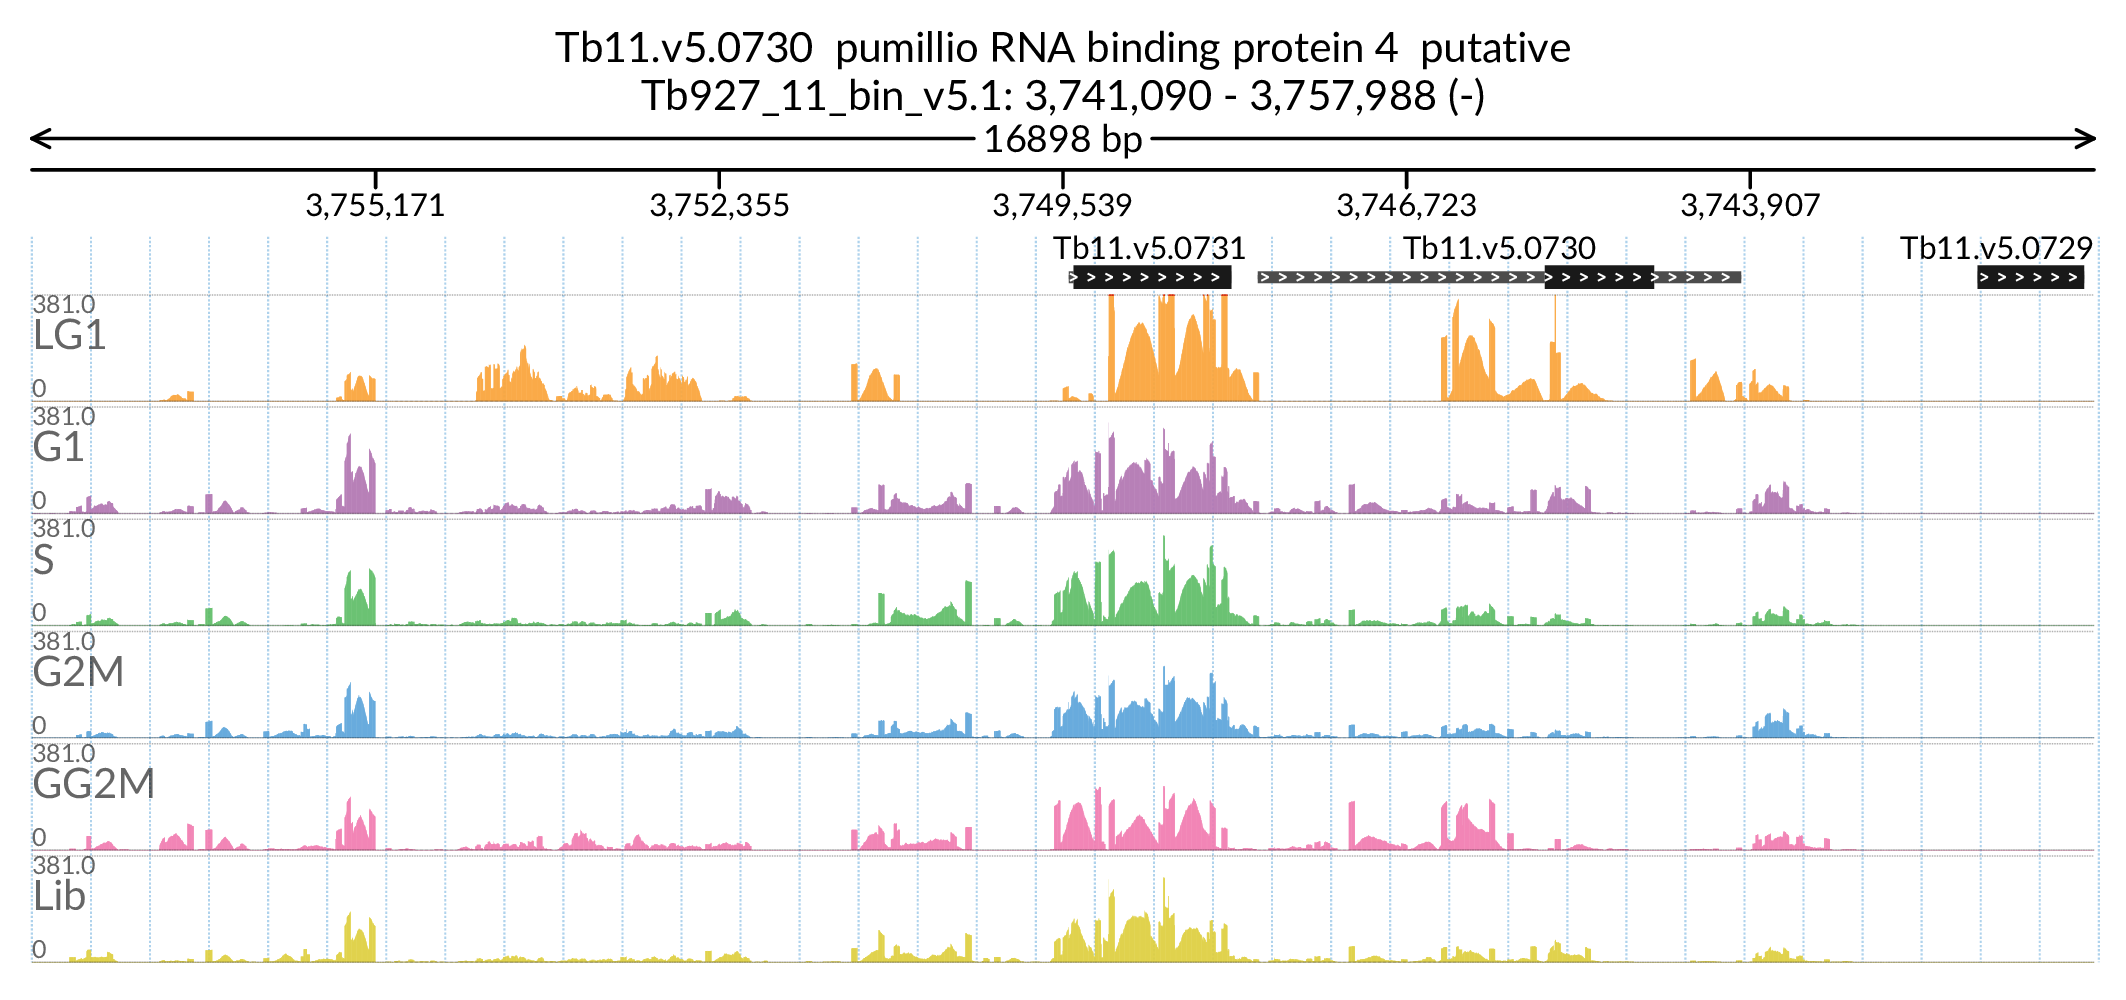 Tb11.v5.0730  pumillio RNA binding protein 4  putative
Tb927_11_bin_v5.1: 3,741,090 - 3,757,988 (-)
16898 bp
3,755,171 3,752,355 3,749,539 3,746,723 3,743,907
Tb11.v5.0731 Tb11.v5.0730 Tb11.v5.0729
381.0
LG1
0
381.0
G1
0
381.0
S
0
381.0
G2M
0
381.0
GG2M
0
381.0
Lib
0